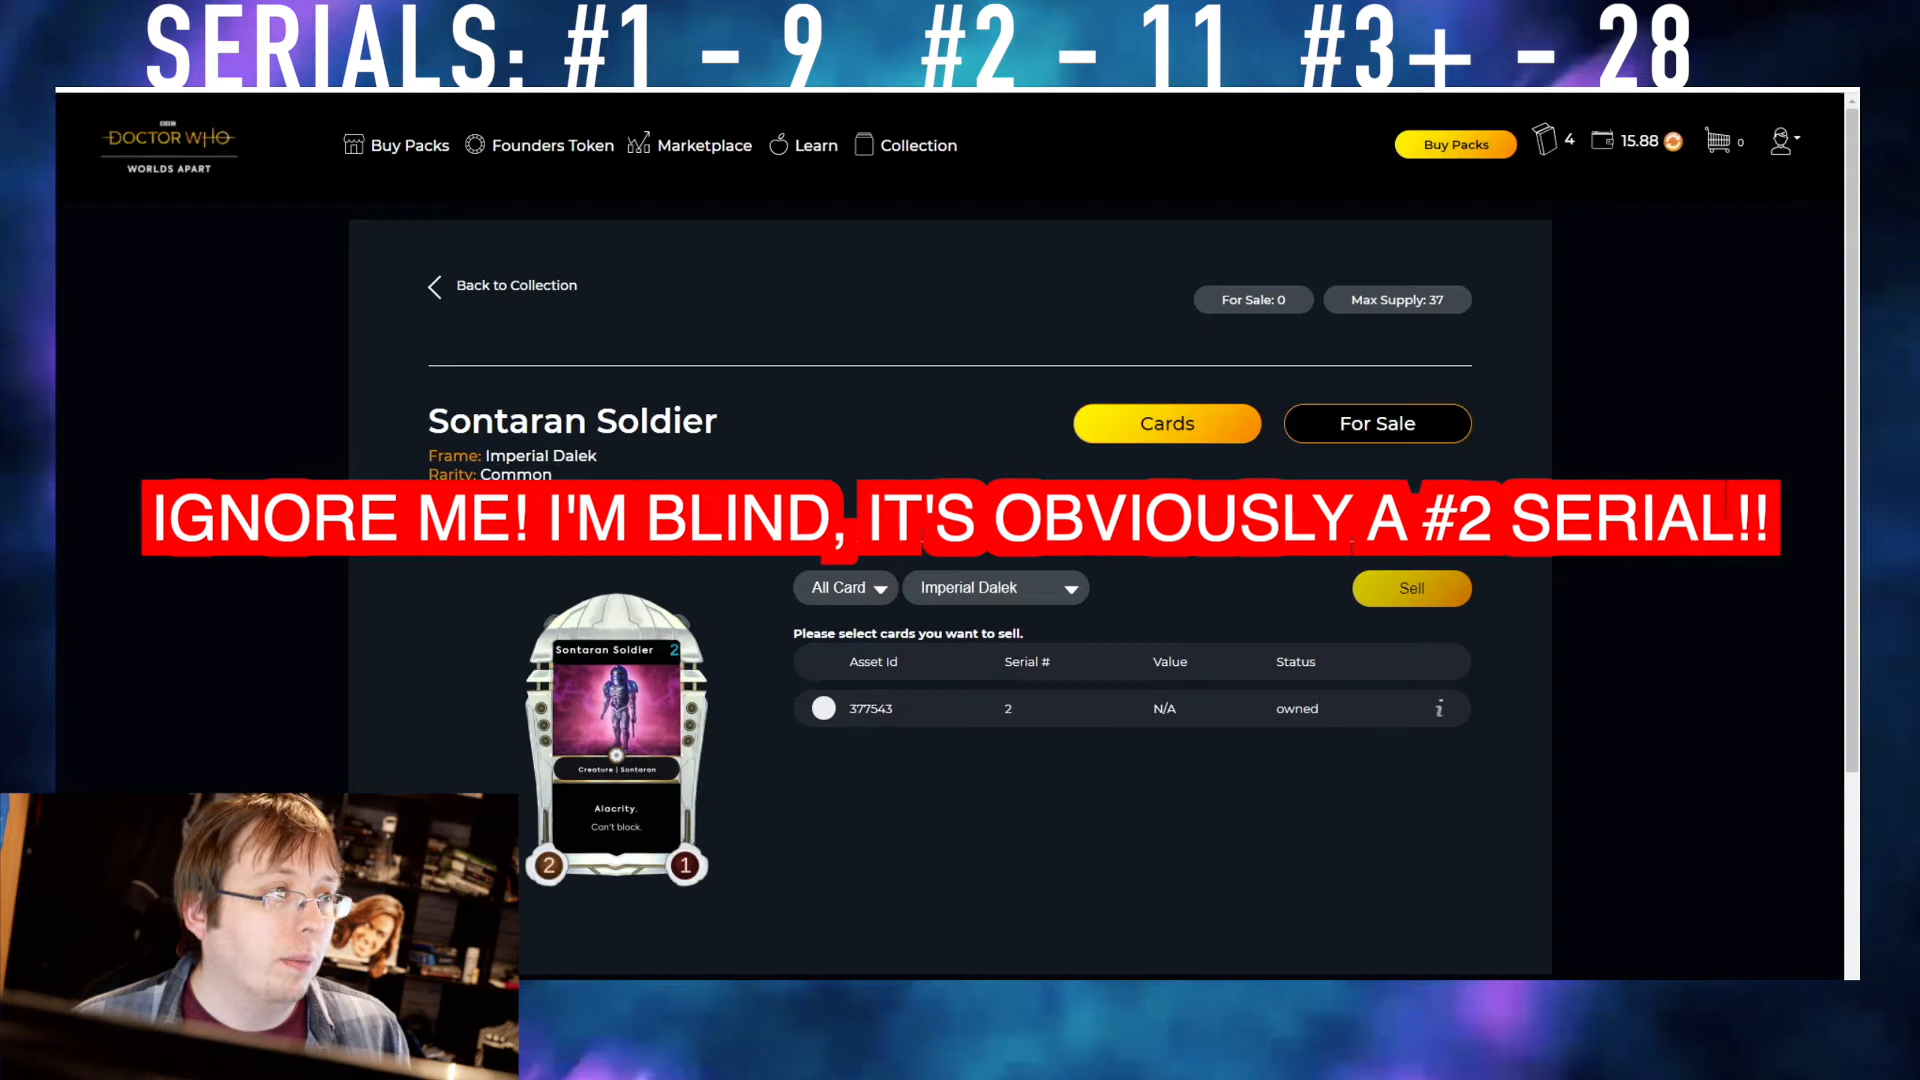 SERIALS: #1 - 9 #2 - 11 #3+ - 28
BBC
DOCTOR WHO
WORLDS APART
Buy Packs
Founders Token
Marketplace
Learn
Collection
Buy Packs
4
15.88
0
Back to Collection
For Sale: 0
Max Supply: 37
Sontaran Soldier
Cards
For Sale
Frame: Imperial Dalek
Rarity: Common
IGNORE ME! I'M BLIND, IT'S OBVIOUSLY A #2 SERIAL!!
All Card
Imperial Dalek
Sell
Please select cards you want to sell.
Asset Id Serial # Value Status
377543 2 N/A owned i
Sontaran Soldier 2
Creature | Sontaran
Alacrity.
Can't block.
2 1